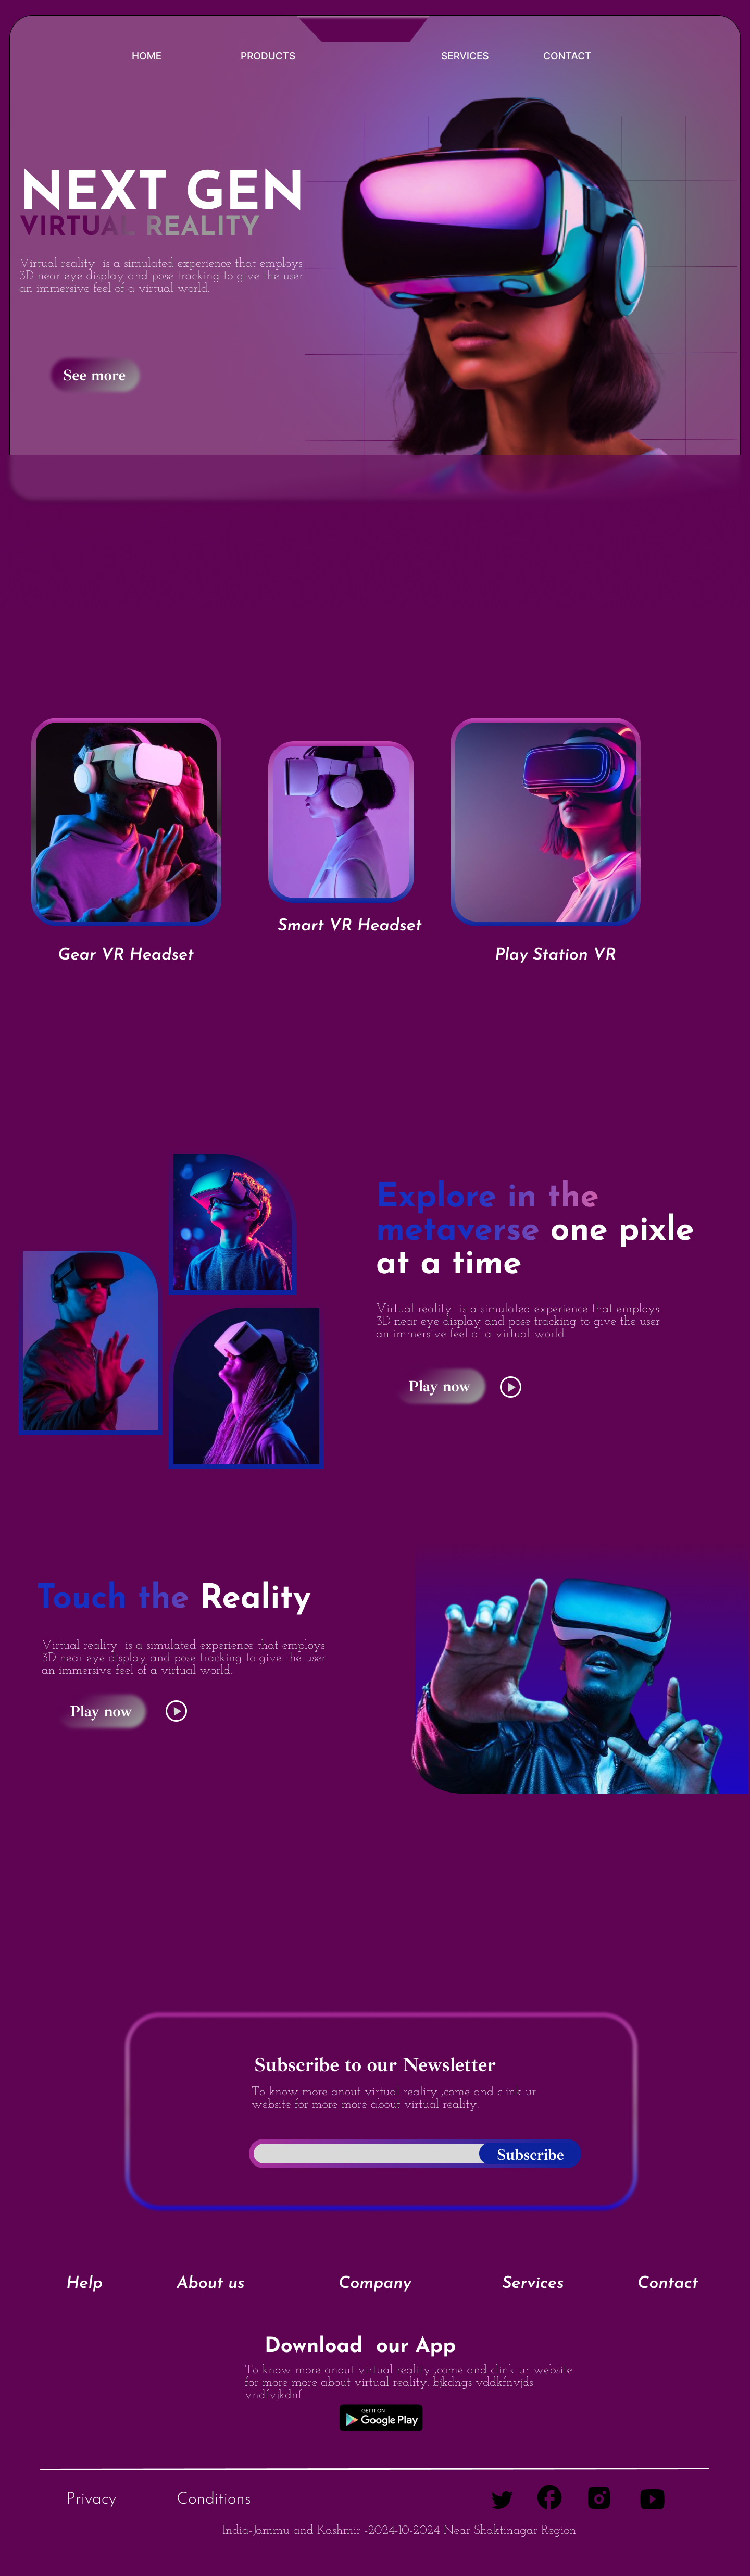 HOME PRODUCTS SERVICES CONTACT
NEXT GEN
VIRTUAL REALITY
Virtual reality is a simulated experience that employs
3D near eye display and pose tracking to give the user
an immersive feel of a virtual world.
See more
Smart VR Headset
Gear VR Headset
Play Station VR
Explore in the
metaverse one pixle
at a time
Virtual reality is a simulated experience that employs
3D near eye display and pose tracking to give the user
an immersive feel of a virtual world.
Play now
Touch the Reality
Virtual reality is a simulated experience that employs
3D near eye display and pose tracking to give the user
an immersive feel of a virtual world.
Play now
Subscribe to our Newsletter
To know more anout virtual reality ,come and clink ur
website for more more about virtual reality.
Subscribe
Help About us Company Services Contact
Download our App
To know more anout virtual reality ,come and clink ur website
for more more about virtual reality. bjkdngs vddkfnvjds
vndfvjkdnf
GET IT ON
Google Play
Privacy Conditions
India-Jammu and Kashmir -2024-10-2024 Near Shaktinagar Region